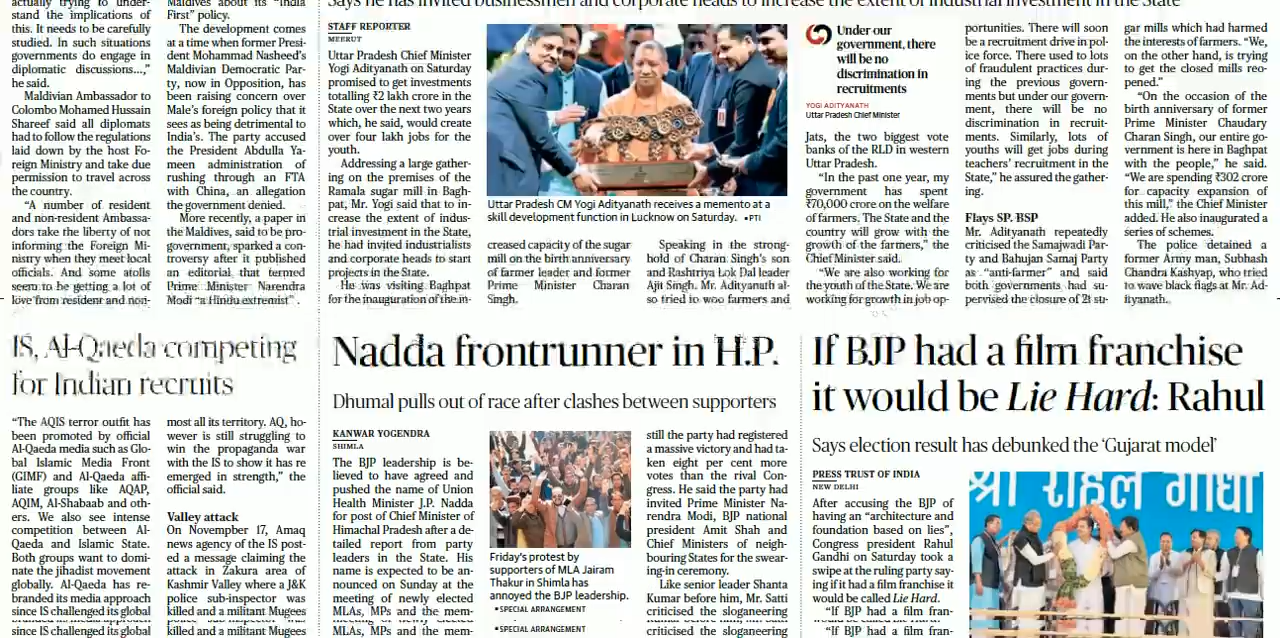 Says he has invited businessmen and corporate heads to increase the extent of industrial investment in the State
actually trying to under-
stand the implications of
this. It needs to be carefully
studied. In such situations
governments do engage in
diplomatic discussions...,”
he said.
Maldivian Ambassador to
Colombo Mohamed Hussain
Shareef said all diplomats
had to follow the regulations
laid down by the host Fo-
reign Ministry and take due
permission to travel across
the country.
“A number of resident
and non-resident Ambassa-
dors take the liberty of not
informing the Foreign Mi-
nistry when they meet local
officials. And some atolls
seem to be getting a lot of
love from resident and non-
Maldives about its “India
First” policy.
The development comes
at a time when former Presi-
dent Mohammad Nasheed’s
Maldivian Democratic Par-
ty, now in Opposition, has
been raising concern over
Male’s foreign policy that it
sees as being detrimental to
India’s. The party accused
the President Abdulla Ya-
meen administration of
rushing through an FTA
with China, an allegation
the government denied.
More recently, a paper in
the Maldives, said to be pro-
government, sparked a con-
troversy after it published
an editorial that termed
Prime Minister Narendra
Modi “a Hindu extremist” .
STAFF REPORTER
MEERUT
Uttar Pradesh Chief Minister
Yogi Adityanath on Saturday
promised to get investments
totalling ₹2 lakh core in the
State over the next two years
which, he said, would create
over four lakh jobs for the
youth.
Addressing a large gather-
ing on the premises of the
Ramala sugar mill in Bagh-
pat, Mr. Yogi said that to in-
crease the extent of indus-
trial investment in the State,
he had invited industrialists
and corporate heads to start
projects in the State.
He was visiting Baghpat
for the inauguration of the in-
Uttar Pradesh CM Yogi Adityanath receives a memento at a
skill development function in Lucknow on Saturday. •PTI
creased capacity of the sugar
mill on the birth anniversary
of farmer leader and former
Prime Minister Charan
Singh.
Speaking in the strong-
hold of Charan Singh’s son
and Rashtriya Lok Dal leader
Ajit Singh. Mr. Adityanath al-
so tried to woo farmers and
Under our
government, there
will be no
discrimination in
recruitments
YOGI ADITYANATH
Uttar Pradesh Chief Minister
Jats, the two biggest vote
banks of the RLD in western
Uttar Pradesh.
“In the past one year, my
government has spent
₹70,000 crore on the welfare
of farmers. The State and the
country will grow with the
growth of the farmers,” the
Chief Minister said.
“We are also working for
the youth of the State. We are
working for growth in job op-
portunities. There will soon
be a recruitment drive in pol-
ice force. There used to lots
of fraudulent practices dur-
ing the previous govern-
ments but under our govern-
ment, there will be no
discrimination in recruit-
ments. Similarly, lots of
youths will get jobs during
teachers’ recruitment in the
State,” he assured the gather-
ing.
Flays SP, BSP
Mr. Adityanath repeatedly
criticised the Samajwadi Par-
ty and Bahujan Samaj Party
as “anti-farmer” and said
both governments had su-
pervised the closure of 21 su-
gar mills which had harmed
the interests of farmers. “We,
on the other hand, is trying
to get the closed mills reo-
pened.”
“On the occasion of the
birth anniversary of former
Prime Minister Chaudary
Charan Singh, our entire go-
vernment is here in Baghpat
with the people,” he said.
“We are spending ₹302 crore
for capacity expansion of
this mill,” the Chief Minister
added. He also inaugurated a
series of schemes.
The police detained a
former Army man, Subhash
Chandra Kashyap, who tried
to wave black flags at Mr. Ad-
ityanath.
IS, Al-Qaeda competing
for Indian recruits
“The AQIS terror outfit has
been promoted by official
Al-Qaeda media such as Glo-
bal Islamic Media Front
(GIMF) and Al-Qaeda affi-
liate groups like AQAP,
AQIM, Al-Shabaab and oth-
ers. We also see intense
competition between Al-
Qaeda and Islamic State.
Both groups want to domi-
nate the jihadist movement
globally. Al-Qaeda has re-
branded its media approach
since IS challenged its global
since IS challenged its global
most all its territory. AQ, ho-
wever is still struggling to
win the propaganda war
with the IS to show it has re
emerged in strength,” the
official said.
Valley attack
On November 17, Amaq
news agency of the IS post-
ed a message claiming the
attack in Zakura area of
Kashmir Valley where a J&K
police sub-inspector was
killed and a militant Mugees
killed and a militant Mugees
Nadda frontrunner in H.P.
Dhumal pulls out of race after clashes between supporters
KANWAR YOGENDRA
SHIMLA
The BJP leadership is be-
lieved to have agreed and
pushed the name of Union
Health Minister J.P. Nadda
for post of Chief Minister of
Himachal Pradesh after a de-
tailed report from party
leaders in the State. His
name is expected to be an-
nounced on Sunday at the
meeting of newly elected
MLAs, MPs and the mem-
MLAs, MPs and the mem-
Friday’s protest by
supporters of MLA Jairam
Thakur in Shimla has
annoyed the BJP leadership.
•SPECIAL ARRANGEMENT
•SPECIAL ARRANGEMENT
still the party had registered
a massive victory and had ta-
ken eight per cent more
votes than the rival Con-
gress. He said the party had
invited Prime Minister Na-
rendra Modi, BJP national
president Amit Shah and
Chief Ministers of neigh-
bouring States for the swear-
ing-in ceremony.
Like senior leader Shanta
Kumar before him, Mr. Satti
criticised the sloganeering
criticised the sloganeering
If BJP had a film franchise
it would be Lie Hard: Rahul
Says election result has debunked the ‘Gujarat model’
PRESS TRUST OF INDIA
NEW DELHI
After accusing the BJP of
having an “architecture and
foundation based on lies”,
Congress president Rahul
Gandhi on Saturday took a
swipe at the ruling party say-
ing if it had a film franchise it
would be called Lie Hard.
“If BJP had a film fran-
“If BJP had a film fran-
श्री राहुल गांधी